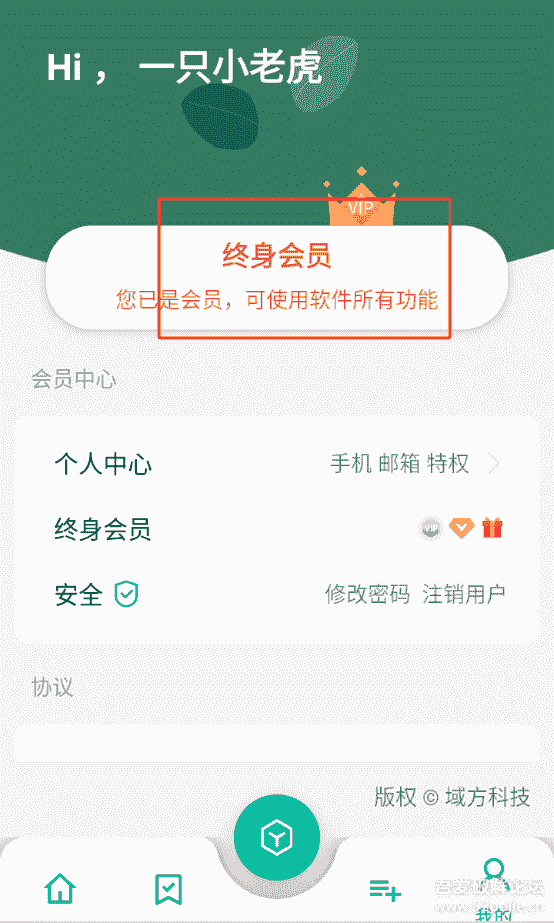 Hi ， 一只小老虎
VIP
终身会员
您已是会员，可使用软件所有功能
会员中心
个人中心 手机 邮箱 特权
终身会员 VIP
安全 修改密码 注销用户
协议
版权 © 域方科技
我的